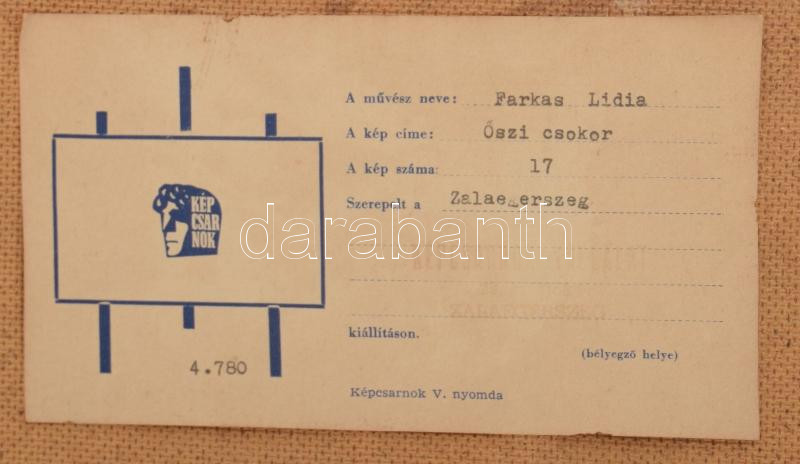 A művész neve: Farkas Lidia
A kép címe: Őszi csokor
A kép száma: 17
Szerepelt a Zalaegerszeg
KÉP
CSAR
NOK
darabanth
kiállításon.
(bélyegző helye)
4.780
Képcsarnok V. nyomda